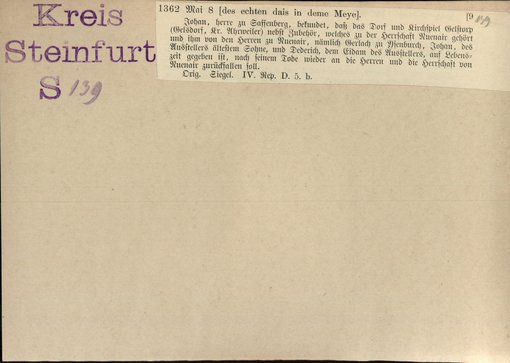 Kreis
Steinfurt
S 139
1362 Mai 8 [des echten dais in deme Meye]. [9 139
Johan, herre zu Saffenberg, bekundet, daß das Dorf und Kirchspiel Gelstorp
(Gelsdorf, Kr. Ahrweiler) nebst Zubehör, welches zu der Herrschaft Nuenair gehört
und ihm von den Herren zu Nuenair, nämlich Gerlach zu Ysenburch, Johan, des
Ausstellers ältestem Sohne, und Dederich, dem Eidam des Ausstellers, auf Lebens-
zeit gegeben ist, nach seinem Tode wieder an die Herren und die Herrschaft von
Nuenair zurückfallen soll.
Orig. Siegel. IV. Rep. D. 5. b.